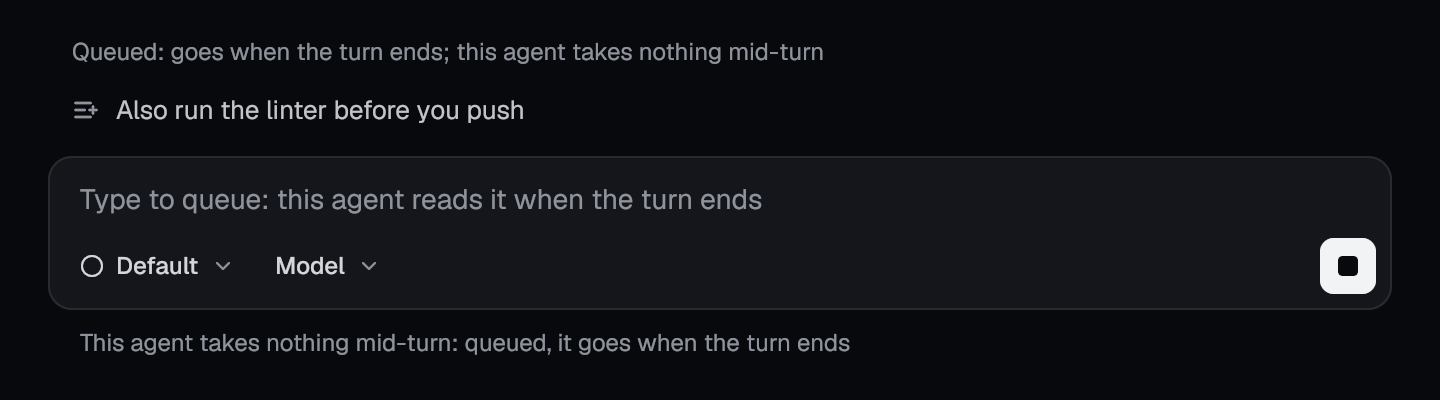 Queued: goes when the turn ends; this agent takes nothing mid-turn
Also run the linter before you push
Type to queue: this agent reads it when the turn ends
Default Model
This agent takes nothing mid-turn: queued, it goes when the turn ends